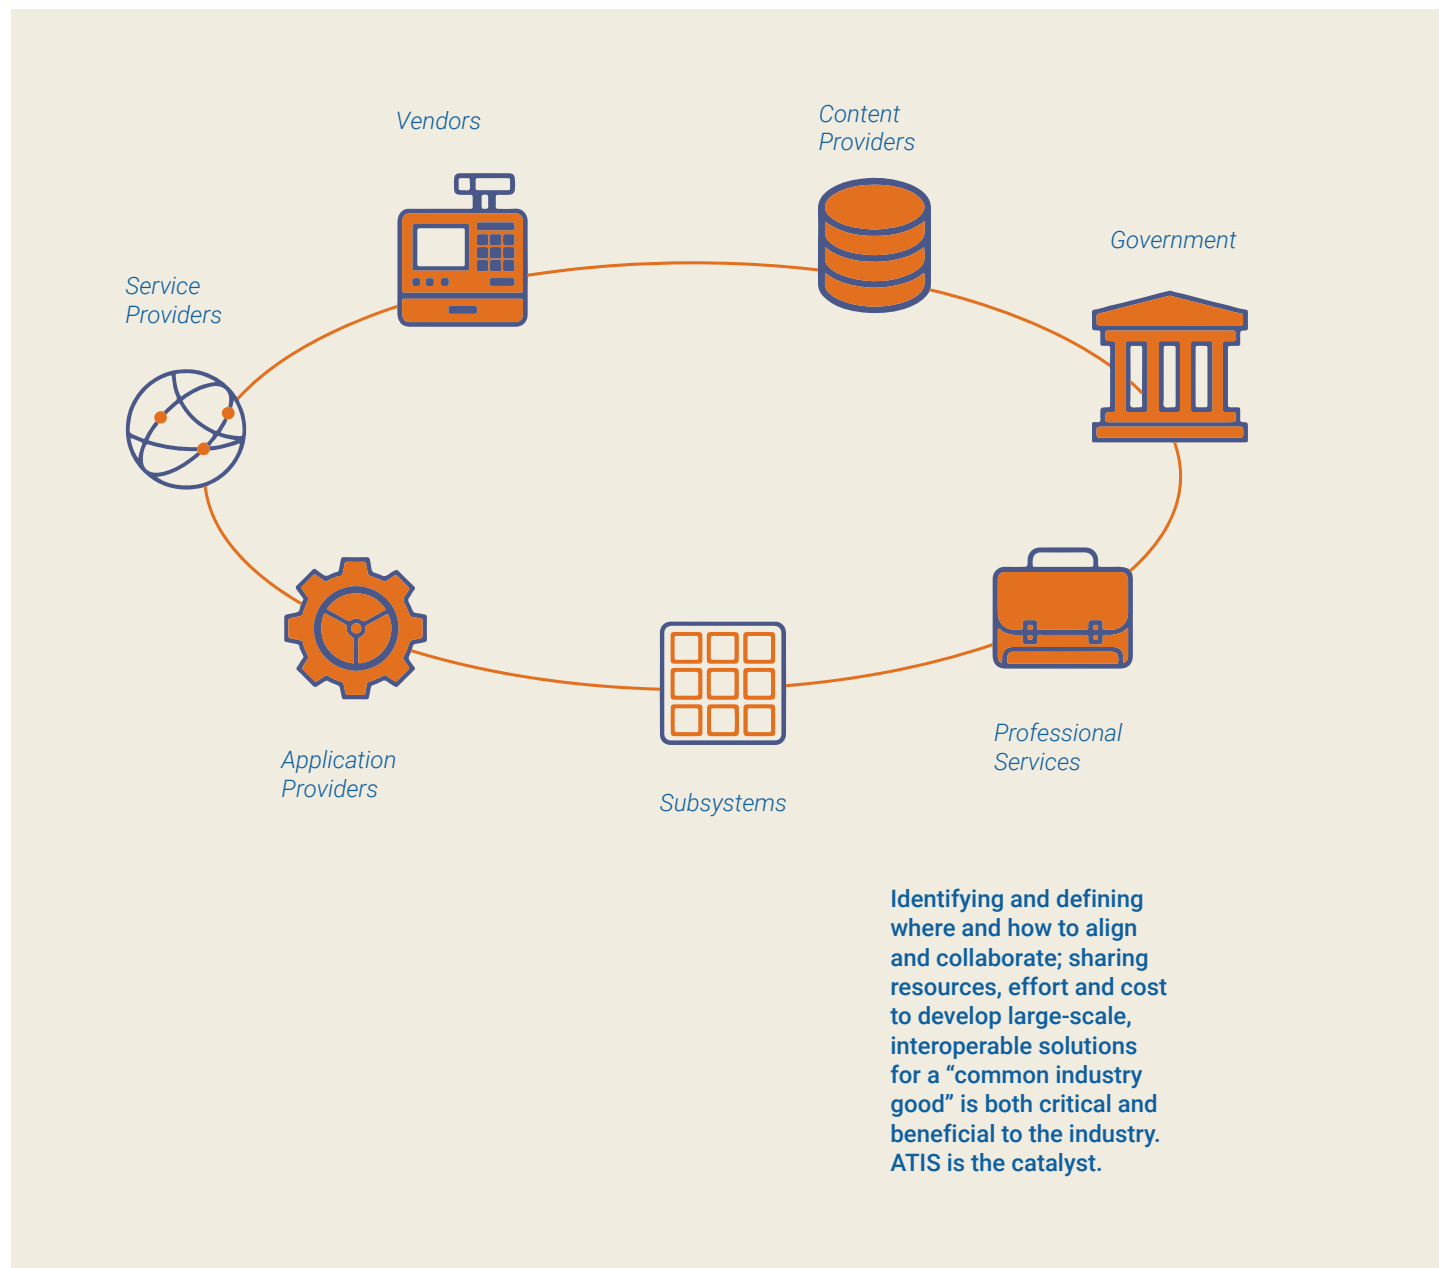 Vendors
Content
Providers
Government
Service
Providers
Professional
Services
Application
Providers
Subsystems
Identifying and defining
where and how to align
and collaborate; sharing
resources, effort and cost
to develop large-scale,
interoperable solutions
for a “common industry
good” is both critical and
beneficial to the industry.
ATIS is the catalyst.